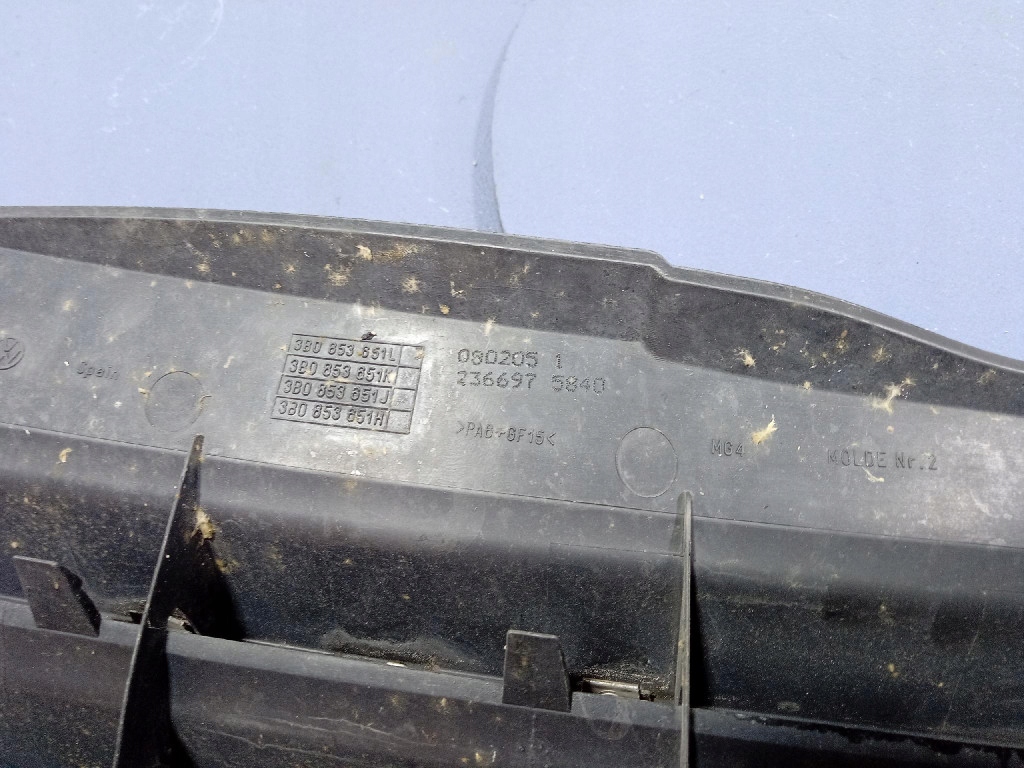 Spain
3B0 853 651L
3B0 853 651K
3B0 853 651J
3B0 853 651H
080205 1
236697 5840
>PA6+GF15<
MG4
MOLDE Nr.2